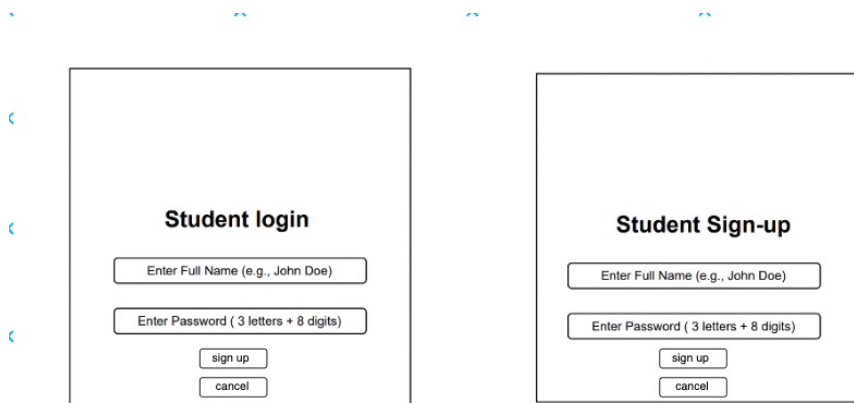 Student login
Enter Full Name (e.g., John Doe)
Enter Password ( 3 letters + 8 digits)
sign up
cancel
Student Sign-up
Enter Full Name (e.g., John Doe)
Enter Password ( 3 letters + 8 digits)
sign up
cancel